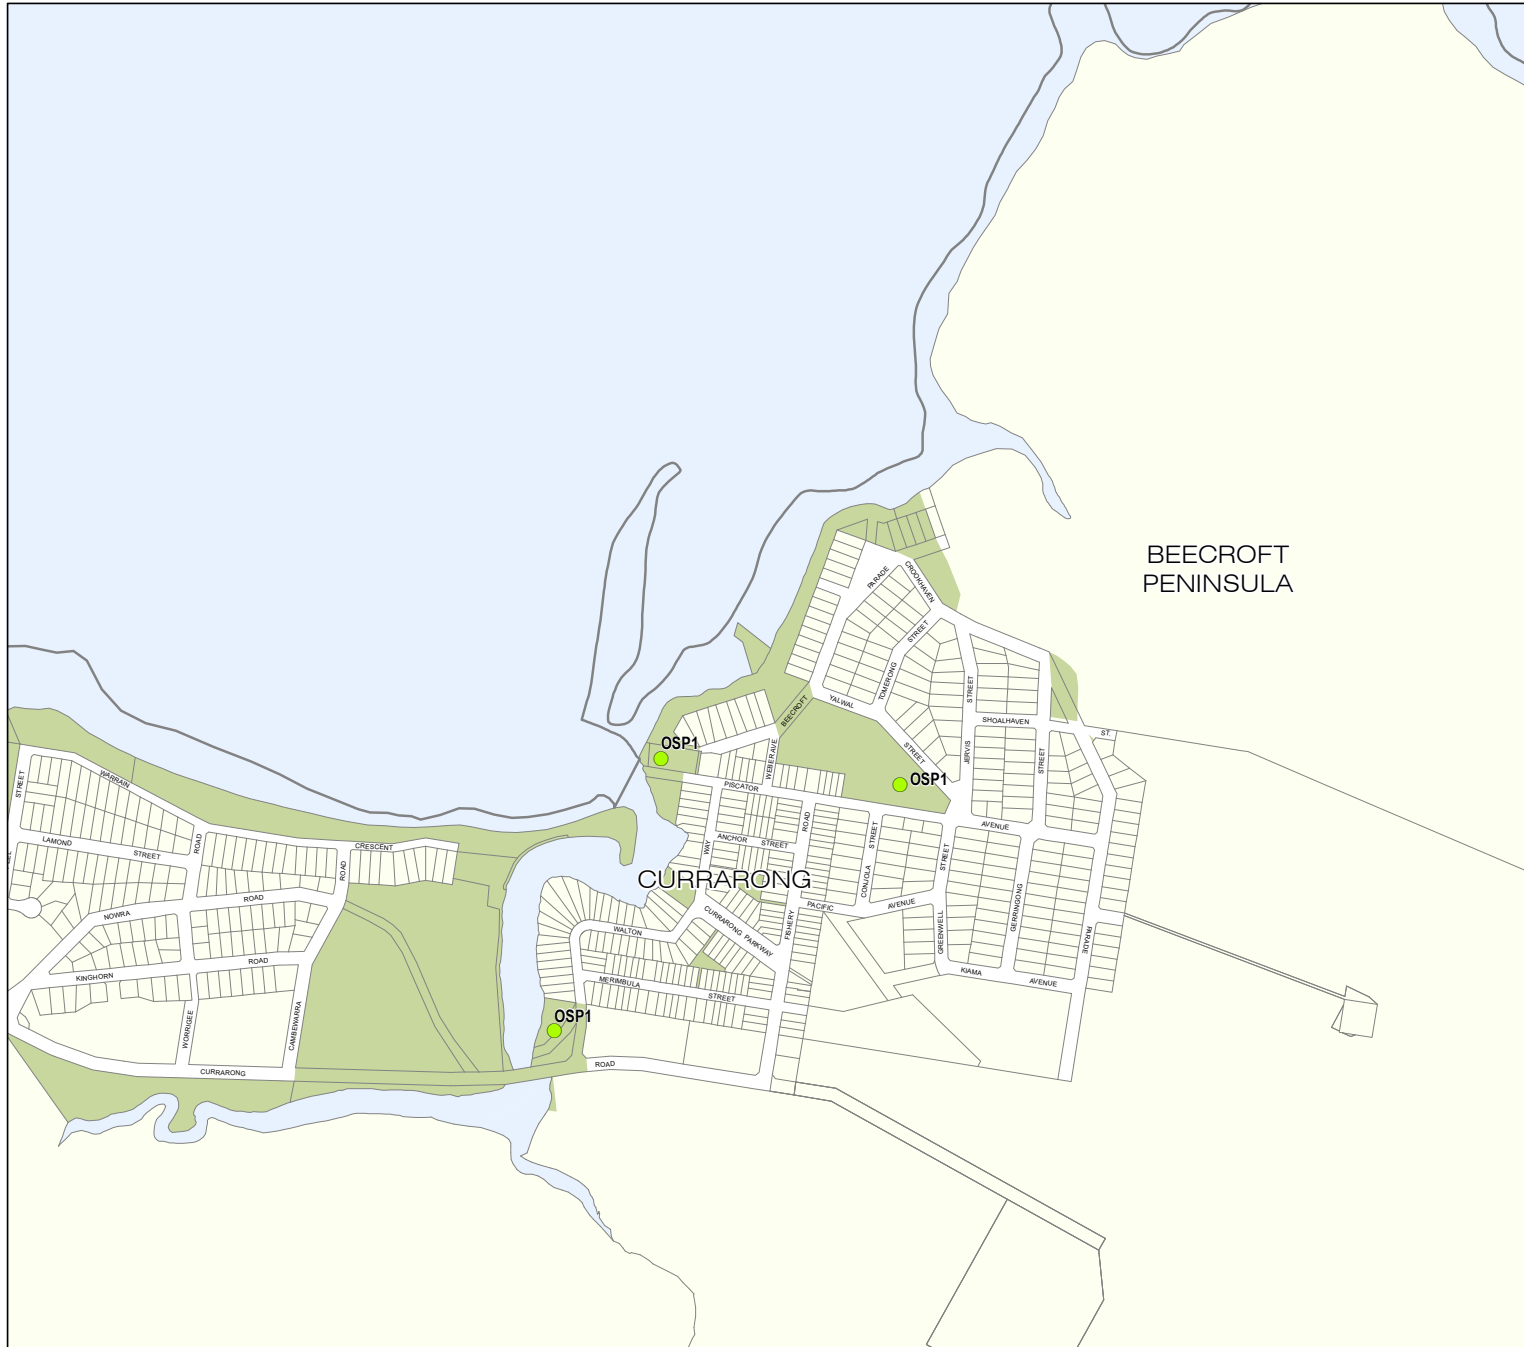 BEECROFT
PENINSULA
CROOKHAVEN
PARADE
STREET
TOMERONG
YALWAL
BEECROFT
STREET
SHOALHAVEN
ST.
OSP1
WEBER AVE
STREET
JERVIS
STREET
OSP1
PISCATOR
STREET
WARRAIN
ROAD
AVENUE
LAMOND
STREET
ROAD
CRESCENT
ANCHOR
STREET
STREET
WAY
STREET
ROAD
CURRARONG
CONJOLA
NOWRA
ROAD
PACIFIC
AVENUE
GERRINGONG
CURRARONG PARKWAY
FISHERY
WALTON
GREENWELL
PARADE
KINGHORN
ROAD
KIAMA
AVENUE
MERIMBULA
STREET
OSP1
WORRIGEE
CAMBEWARRA
CURRARONG
ROAD